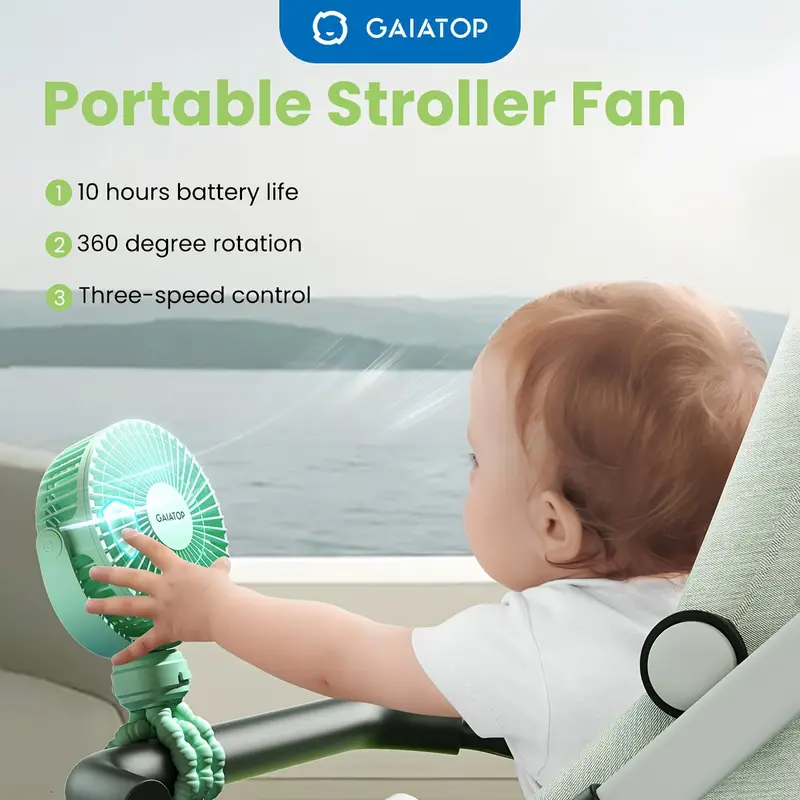 GAIATOP
Portable Stroller Fan
1 10 hours battery life
2 360 degree rotation
3 Three-speed control
GAIATOP